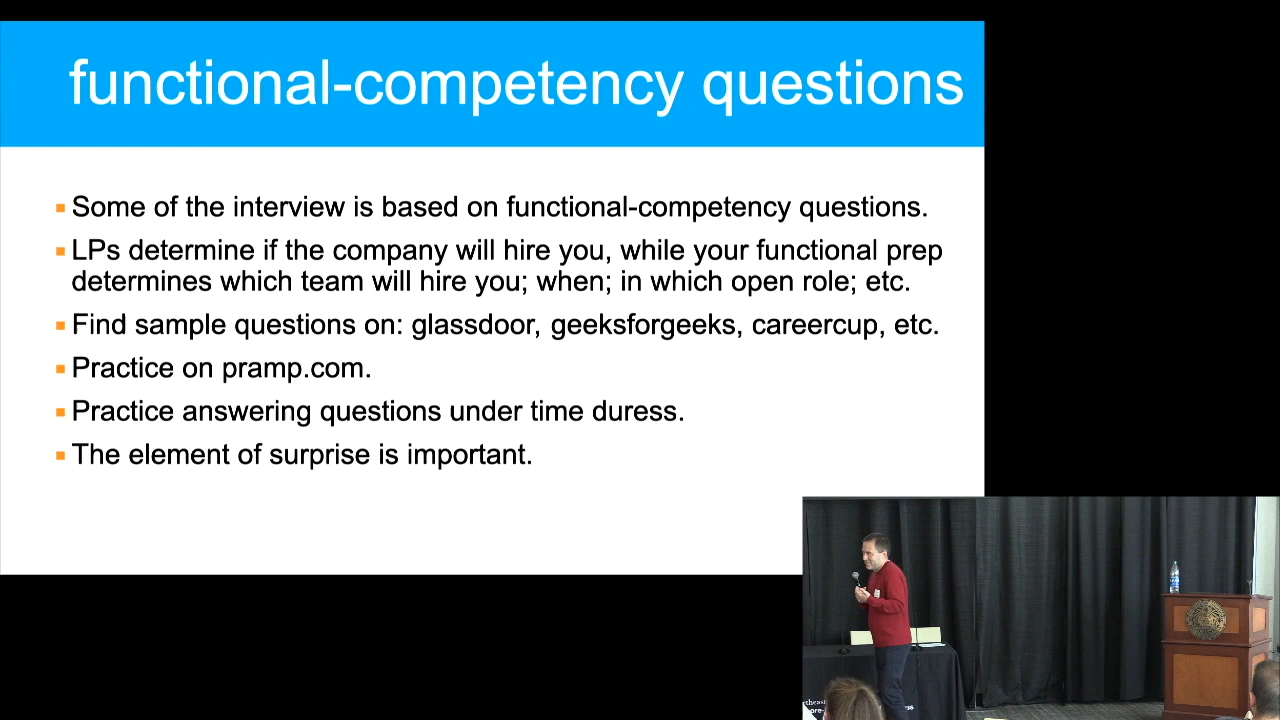 functional-competency questions
Some of the interview is based on functional-competency questions.
LPs determine if the company will hire you, while your functional prep
determines which team will hire you; when; in which open role; etc.
Find sample questions on: glassdoor, geeksforgeeks, careercup, etc.
Practice on pramp.com.
Practice answering questions under time duress.
The element of surprise is important.